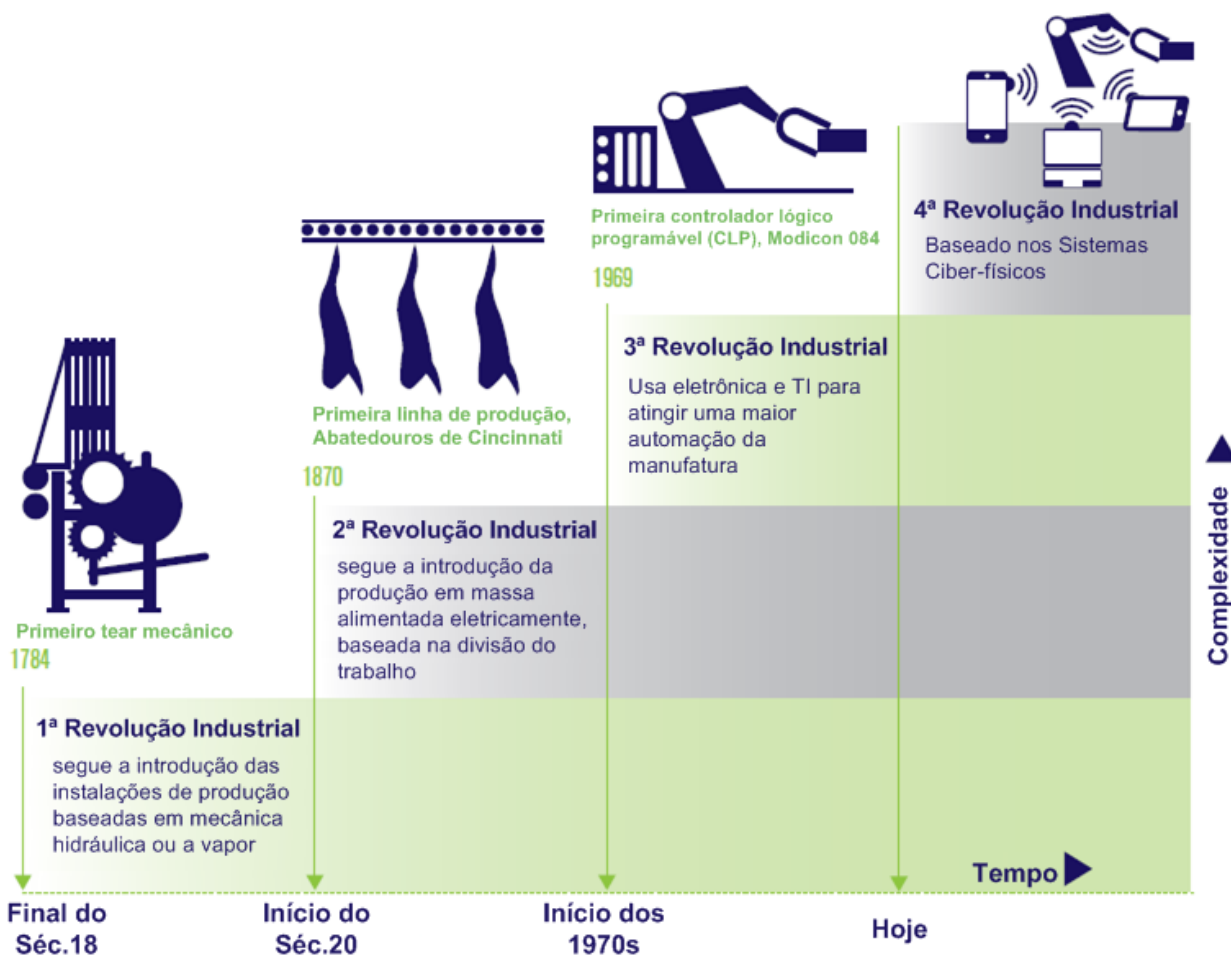 Primeira controlador lógico
programável (CLP), Modicon 084
1969
4ª Revolução Industrial
Baseado nos Sistemas
Ciber-físicos
3ª Revolução Industrial
Usa eletrônica e TI para
atingir uma maior
automação da
manufatura
Primeira linha de produção,
Abatedouros de Cincinnati
1870
2ª Revolução Industrial
segue a introdução da
produção em massa
alimentada eletricamente,
baseada na divisão do
trabalho
Primeiro tear mecânico
1784
1ª Revolução Industrial
segue a introdução das
instalações de produção
baseadas em mecânica
hidráulica ou a vapor
Complexidade
Tempo
Final do
Séc.18
Início do
Séc.20
Início dos
1970s
Hoje